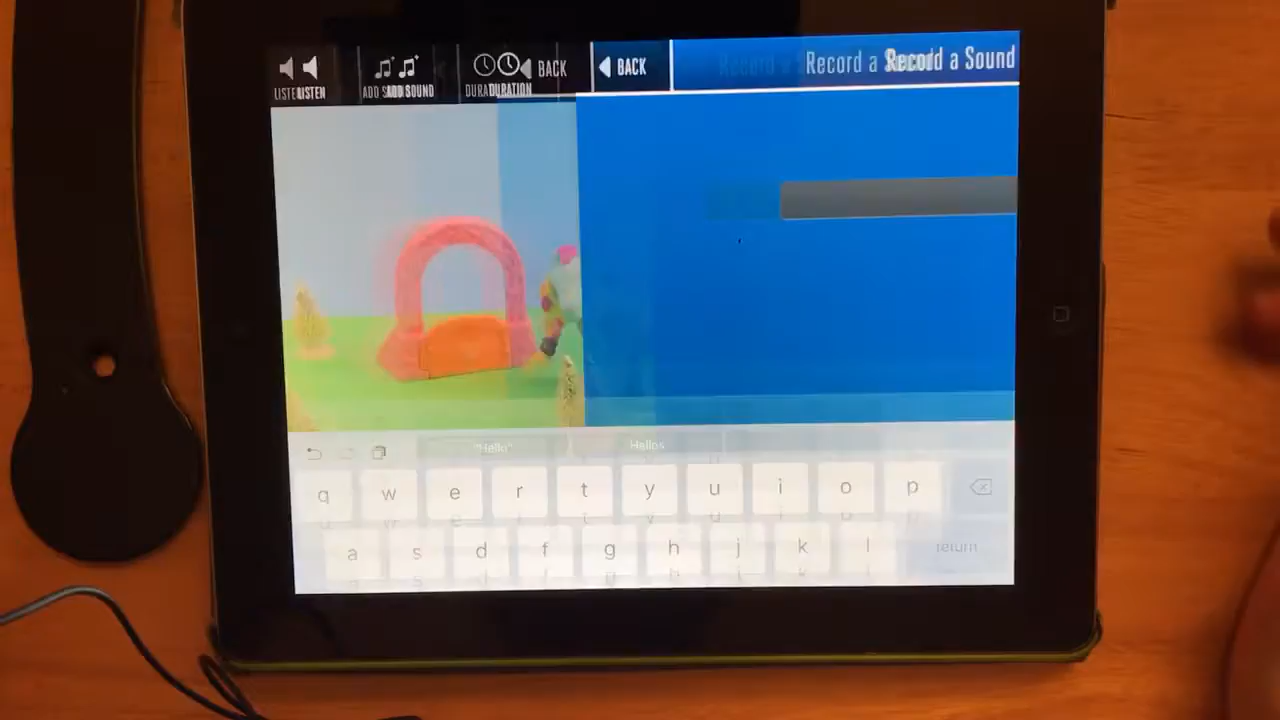 LISTEN ADD SOUND DURATION BACK BACK Record a Sound
"Hello" Hellos
q w e r t y u i o p
a s d f g h j k l return